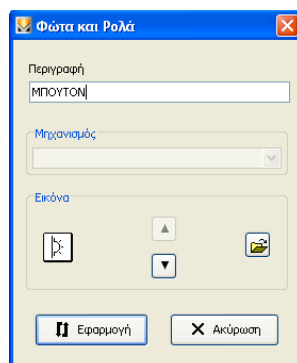 Φώτα και Ρολά
Περιγραφή
ΜΠΟΥΤΟΝ
Μηχανισμός
Εικόνα
Εφαρμογή
Ακύρωση